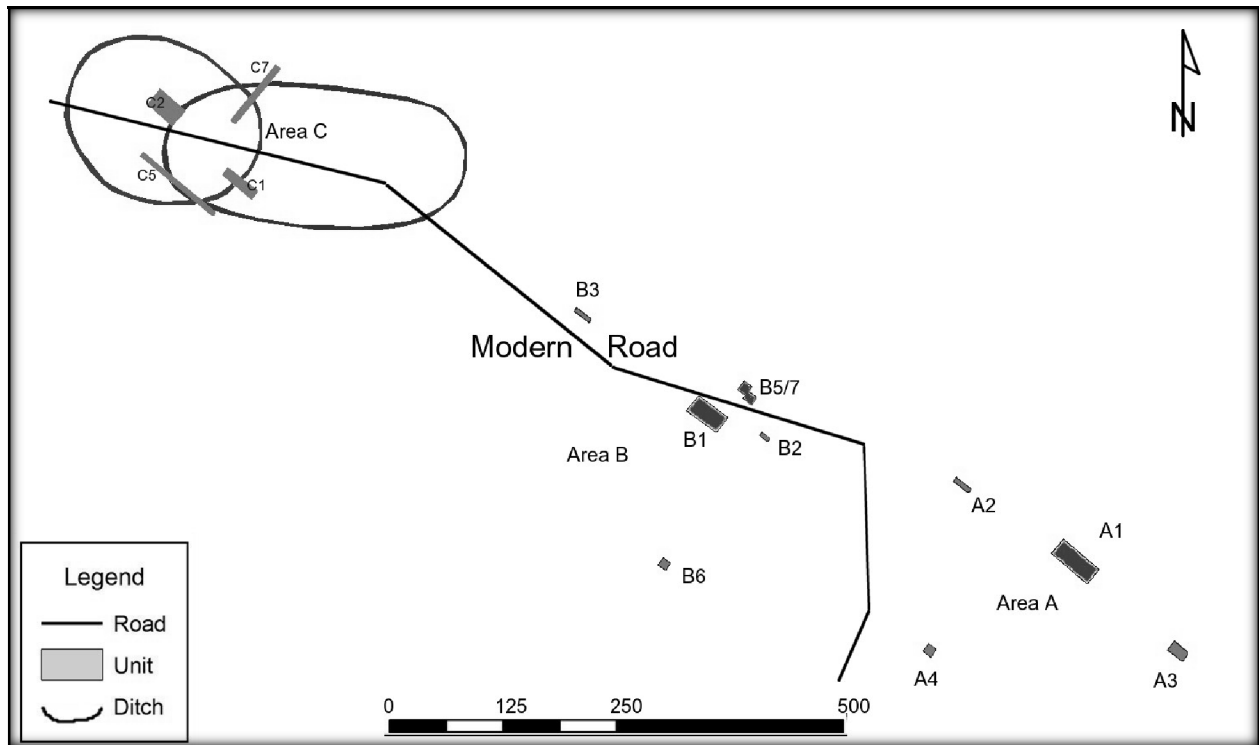 C7
C2
Area C
C5
C1
N
B3
Modern Road
B5/7
B1
B2
Area B
A2
A1
B6
Area A
A4
A3
Legend
Road
Unit
Ditch
0 125 250 500